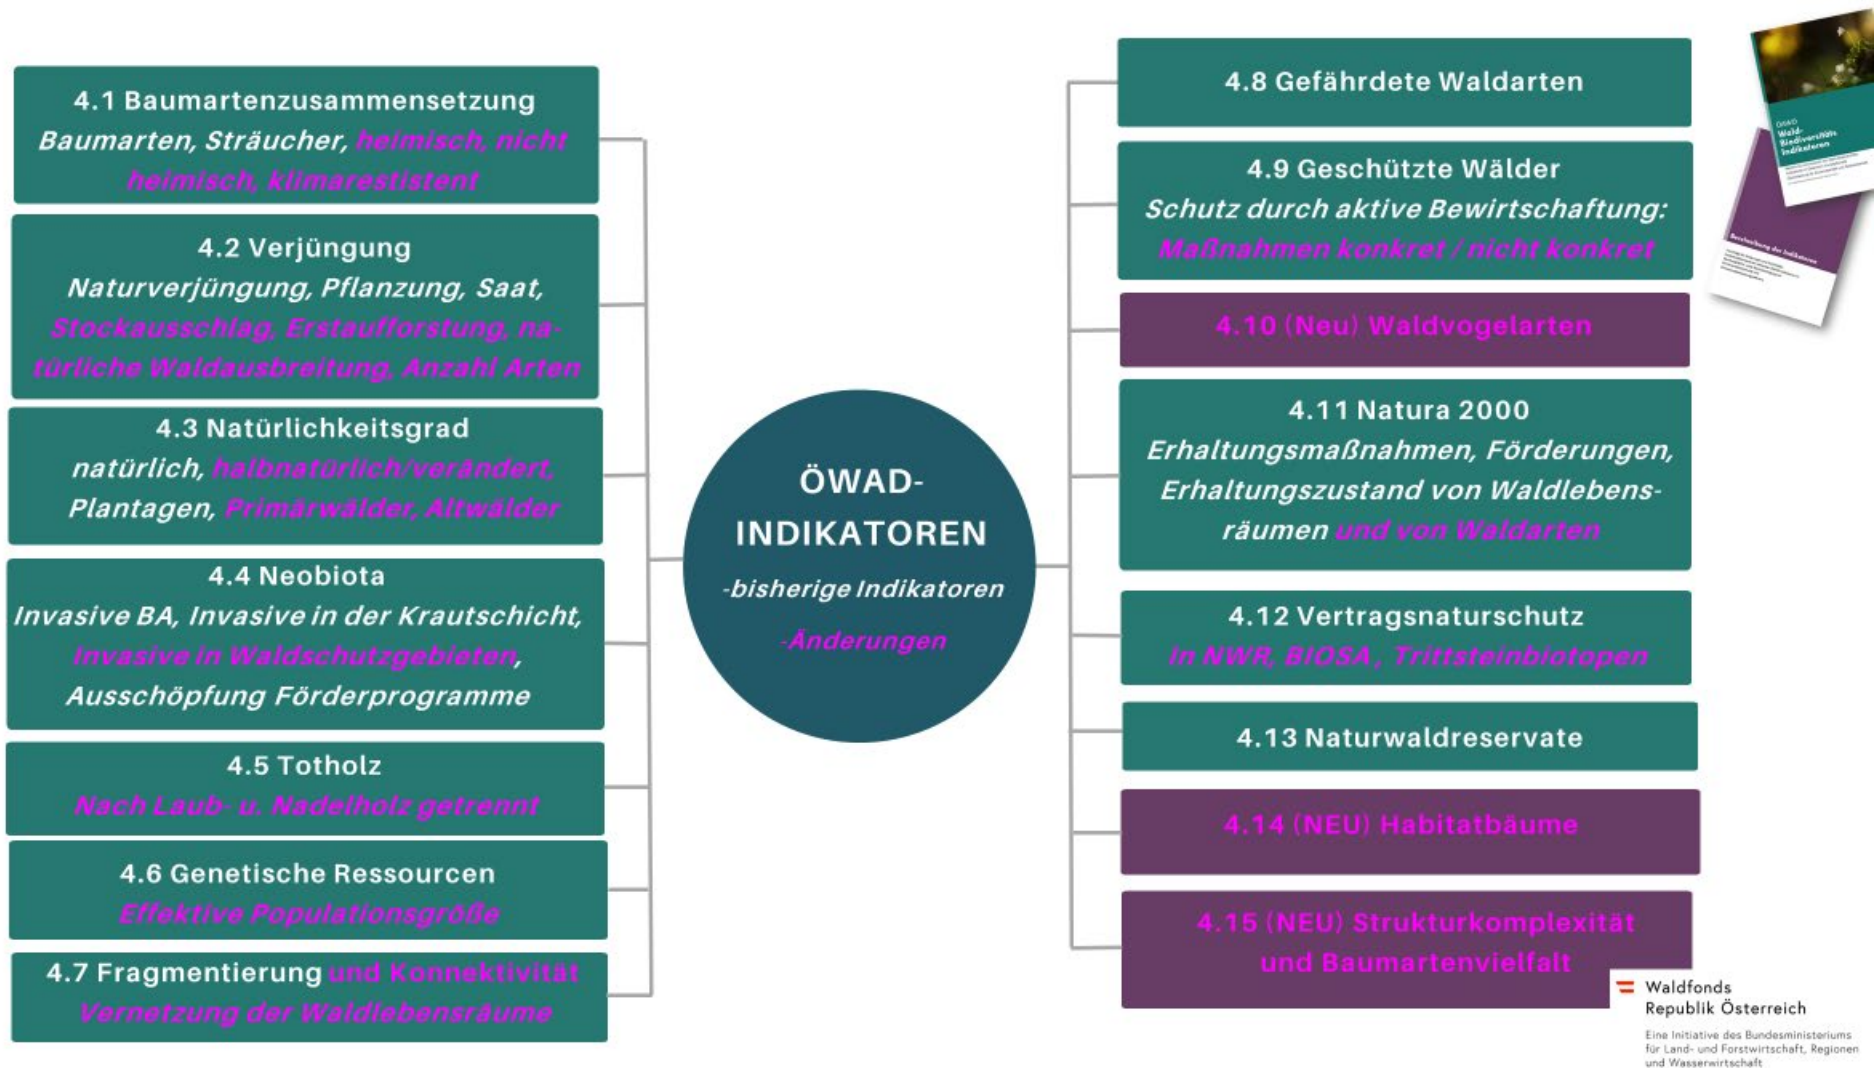 4.1 Baumartenzusammensetzung
Baumarten, Sträucher, heimisch, nicht
heimisch, klimarestistent
4.2 Verjüngung
Naturverjüngung, Pflanzung, Saat,
Stockausschlag, Erstaufforstung, na-
türliche Waldausbreitung, Anzahl Arten
4.3 Natürlichkeitsgrad
natürlich, halbnatürlich/verändert,
Plantagen, Primärwälder, Altwälder
4.4 Neobiota
Invasive BA, Invasive in der Krautschicht,
Invasive in Waldschutzgebieten,
Ausschöpfung Förderprogramme
4.5 Totholz
Nach Laub- u. Nadelholz getrennt
4.6 Genetische Ressourcen
Effektive Populationsgröße
4.7 Fragmentierung und Konnektivität
Vernetzung der Waldlebensräume
ÖWAD-
INDIKATOREN
-bisherige Indikatoren
-Änderungen
4.8 Gefährdete Waldarten
4.9 Geschützte Wälder
Schutz durch aktive Bewirtschaftung:
Maßnahmen konkret / nicht konkret
4.10 (Neu) Waldvogelarten
4.11 Natura 2000
Erhaltungsmaßnahmen, Förderungen,
Erhaltungszustand von Waldlebens-
räumen und von Waldarten
4.12 Vertragsnaturschutz
in NWR, BIOSA , Trittsteinbiotopen
4.13 Naturwaldreservate
4.14 (NEU) Habitatbäume
4.15 (NEU) Strukturkomplexität
und Baumartenvielfalt
Wald-
Biodiversitäts
Indikatoren
Beschreibung der Indikatoren
Waldfonds
Republik Österreich
Eine Initiative des Bundesministeriums
für Land- und Forstwirtschaft, Regionen
und Wasserwirtschaft